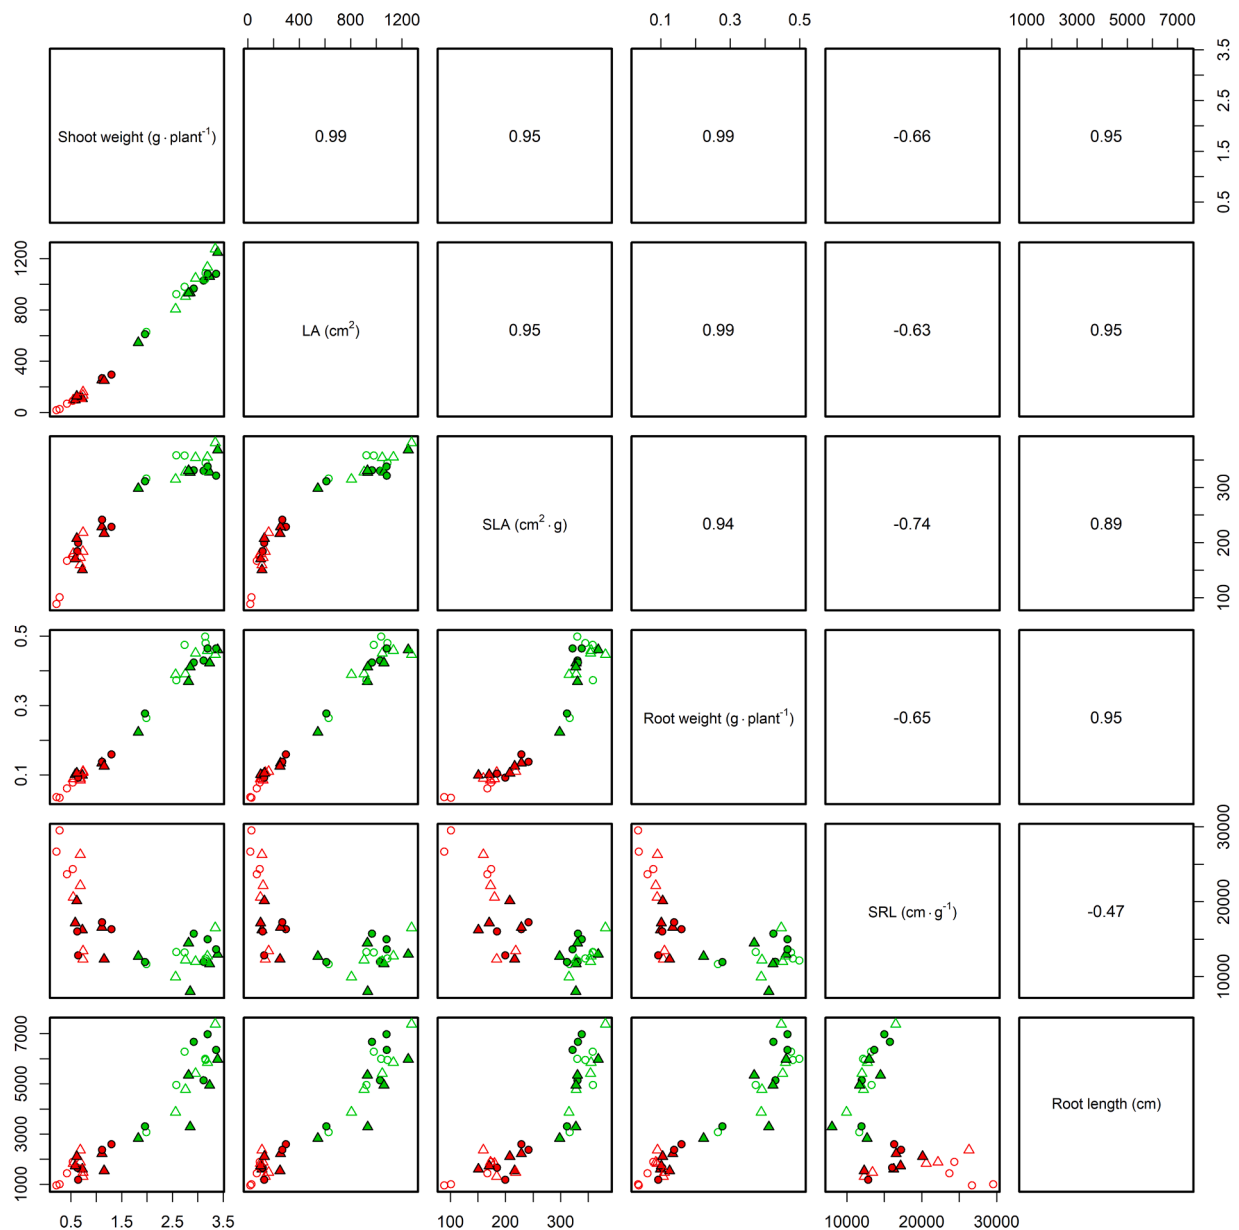 0 400 800 1200 0.1 0.3 0.5 1000 3000 5000 7000
Shoot weight (g · plant⁻¹) 0.99 0.95 0.99 -0.66 0.95
0.5 1.5 2.5 3.5
0 400 800 1200
LA (cm²) 0.95 0.99 -0.63 0.95
SLA (cm² · g) 0.94 -0.74 0.89
100 200 300
0.1 0.3 0.5
Root weight (g · plant⁻¹) -0.65 0.95
SRL (cm · g⁻¹) -0.47
10000 20000 30000
1000 3000 5000 7000
Root length (cm)
0.5 1.5 2.5 3.5 100 200 300 10000 20000 30000